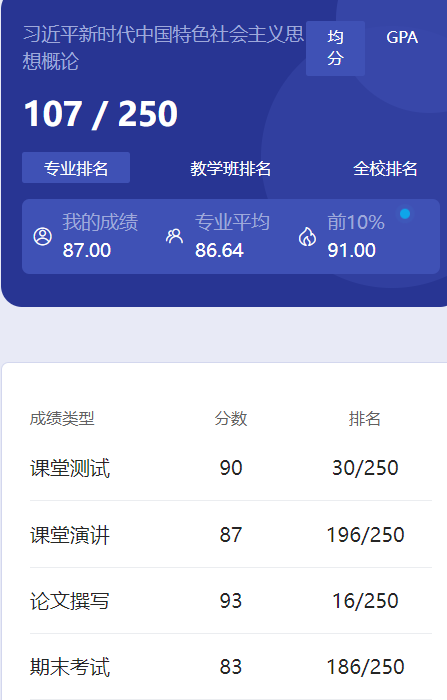 习近平新时代中国特色社会主义思
想概论
均
分
GPA
107 / 250
专业排名 教学班排名 全校排名
我的成绩 专业平均 前10%
87.00 86.64 91.00
成绩类型 分数 排名
课堂测试 90 30/250
课堂演讲 87 196/250
论文撰写 93 16/250
期末考试 83 186/250